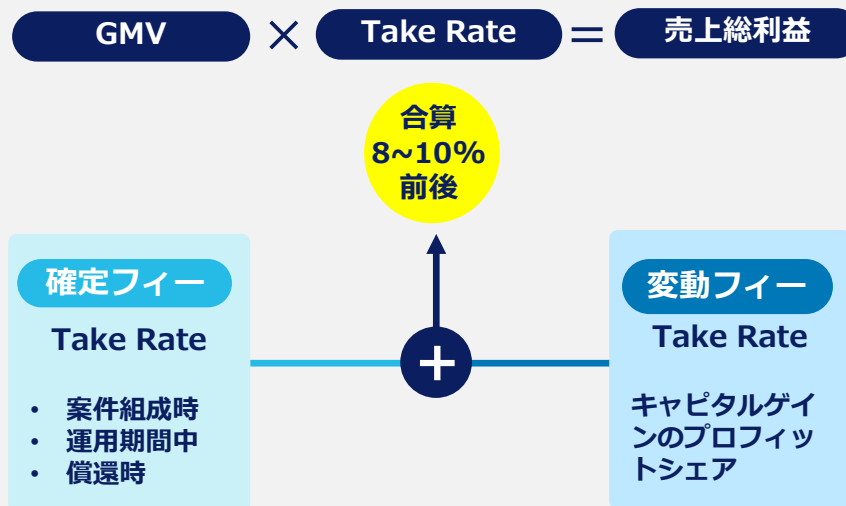 GMV × Take Rate = 売上総利益
合算
8~10%
前後
確定フィー
Take Rate
• 案件組成時
• 運用期間中
• 償還時
+
変動フィー
Take Rate
キャピタルゲイ
ンのプロフィッ
トシェア